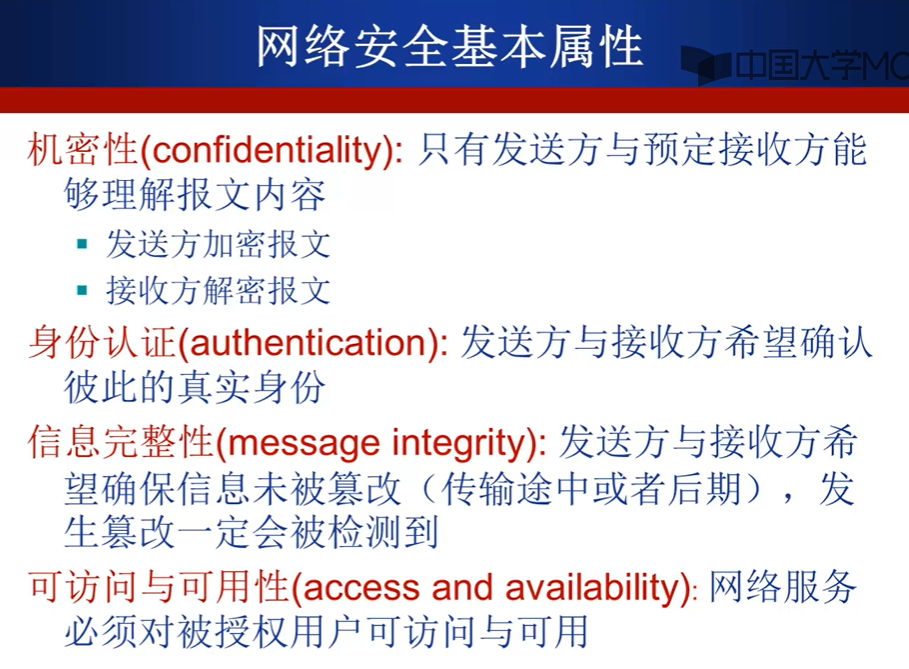 网络安全基本属性
中国大学MO
机密性(confidentiality): 只有发送方与预定接收方能
够理解报文内容
▪ 发送方加密报文
▪ 接收方解密报文
身份认证(authentication): 发送方与接收方希望确认
彼此的真实身份
信息完整性(message integrity): 发送方与接收方希
望确保信息未被篡改（传输途中或者后期），发
生篡改一定会被检测到
可访问与可用性(access and availability): 网络服务
必须对被授权用户可访问与可用